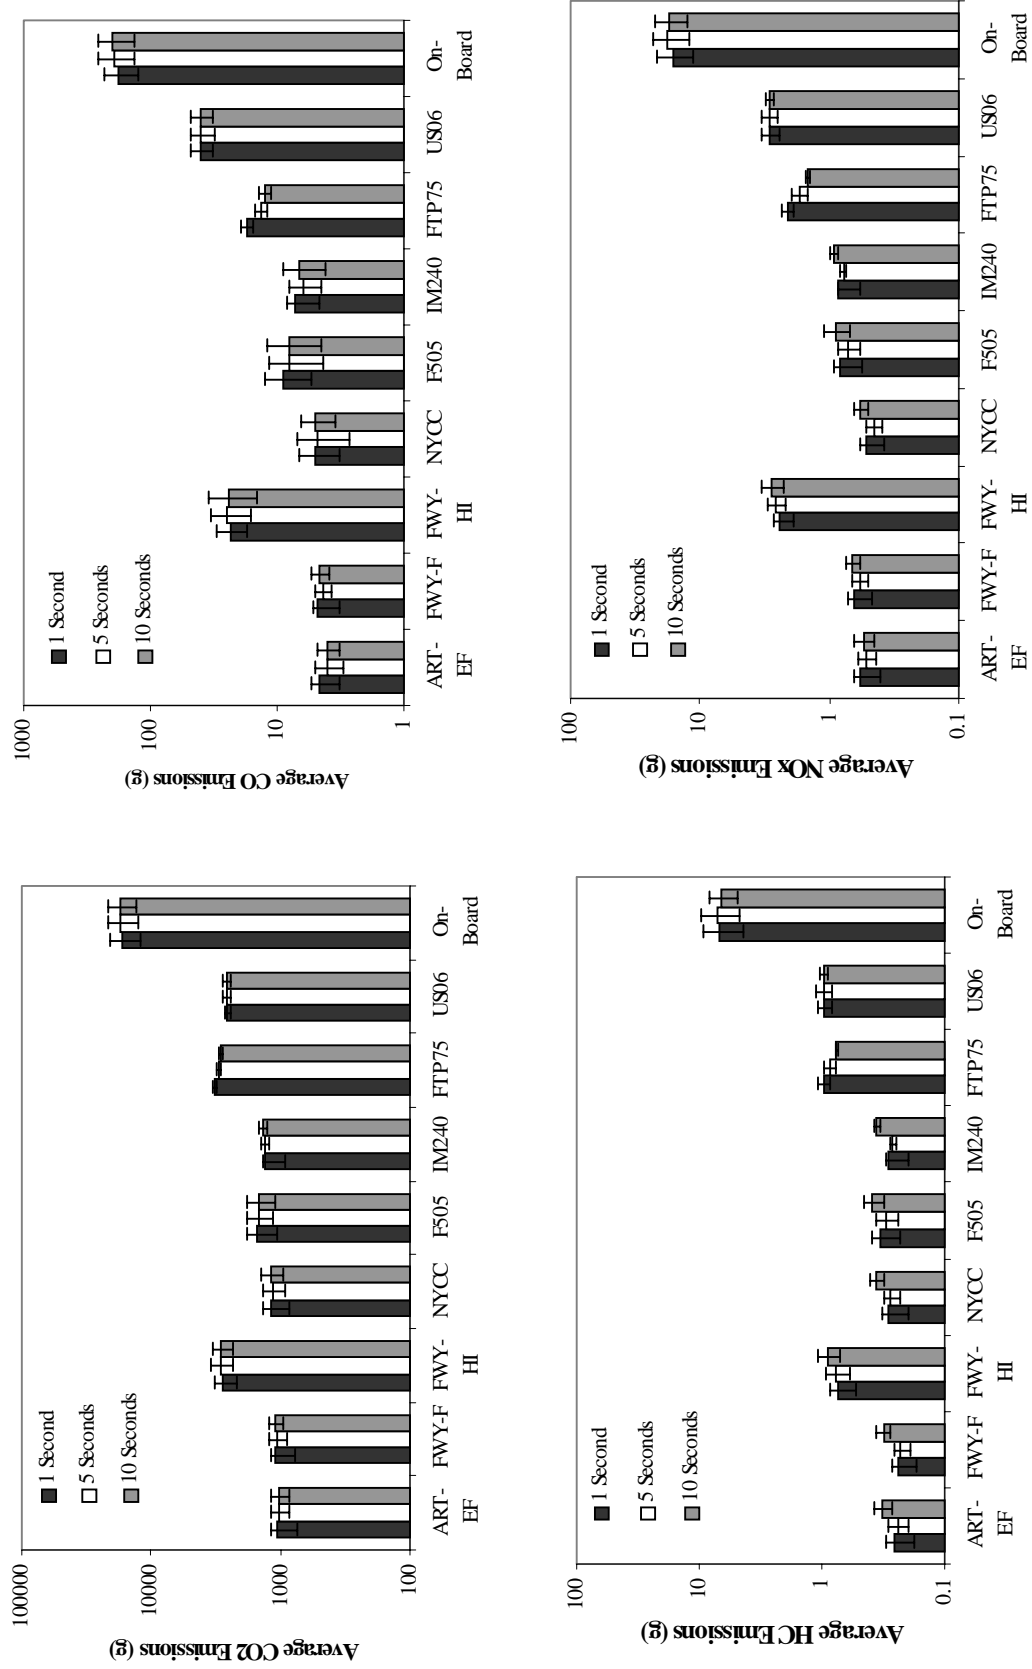 Average CO2 Emissions (g)
100000
10000
1000
100
1 Second
5 Seconds
10 Seconds
ART-
EF
FWY-F
FWY-
HI
NYCC
F505
IM240
FTP75
US06
On-
Board
Average CO Emissions (g)
1000
100
10
1
1 Second
5 Seconds
10 Seconds
ART-
EF
FWY-F
FWY-
HI
NYCC
F505
IM240
FTP75
US06
On-
Board
Average HC Emissions (g)
100
10
1
0.1
1 Second
5 Seconds
10 Seconds
ART-
EF
FWY-F
FWY-
HI
NYCC
F505
IM240
FTP75
US06
On-
Board
Average NOx Emissions (g)
100
10
1
0.1
1 Second
5 Seconds
10 Seconds
ART-
EF
FWY-F
FWY-
HI
NYCC
F505
IM240
FTP75
US06
On-
Board